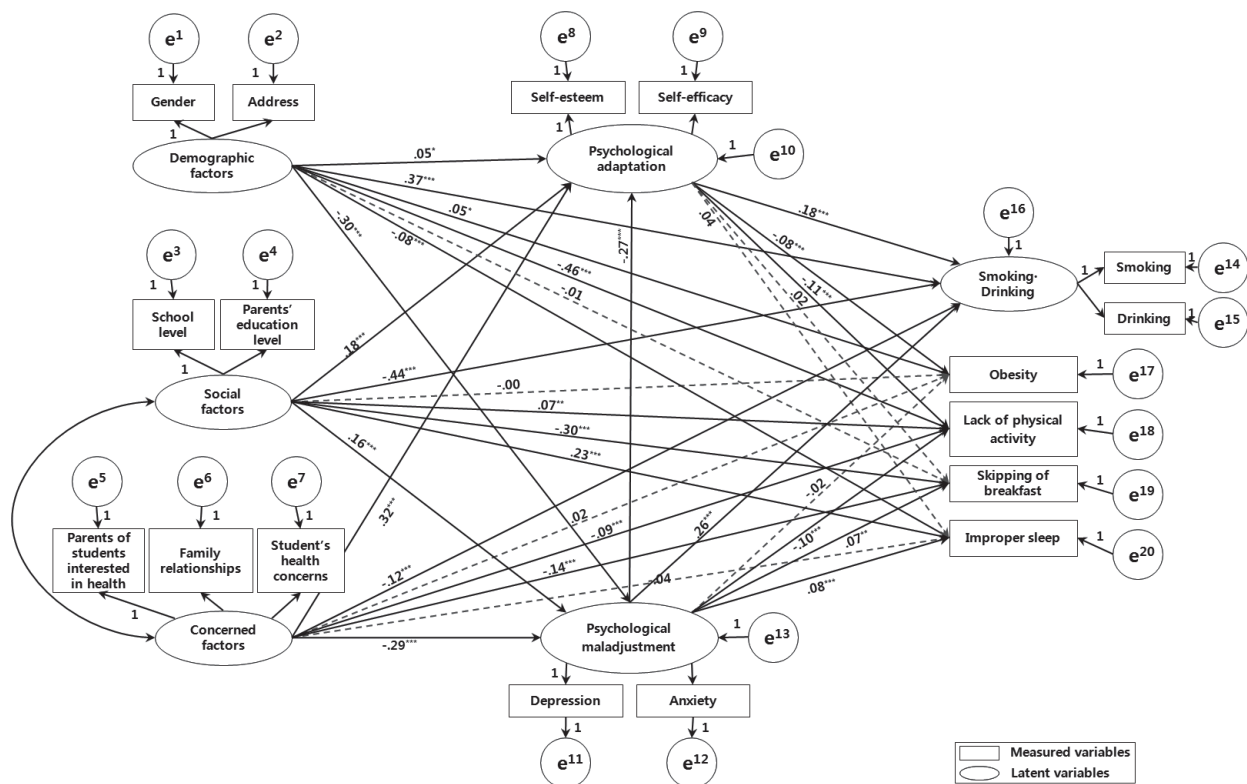 e1
e2
1
1
Gender
Address
1
Demographic
factors
e3
e4
1
1
School
level
Parents'
education
level
1
Social
factors
e5
e6
e7
1
1
1
Parents of
students
interested
in health
Family
relationships
Student's
health
concerns
1
Concerned
factors
e8
e9
1
1
Self-esteem
Self-efficacy
1
Psychological
adaptation
1
e10
.05*
.37***
.05*
-.30***
-.08***
-.46***
.01
-.27***
.18***
-.44***
-.00
.07**
-.30***
.23***
.16***
.32**
.02
-.09***
-.12***
-.14***
-.04
-.29***
.18***
-.08***
.04
-.11***
.02
-.02
.26***
-.10***
.07**
.08***
Psychological
maladjustment
1
e13
1
Depression
Anxiety
1
1
e11
e12
e16
1
Smoking·
Drinking
1
Smoking
1
e14
Drinking
1
e15
Obesity
1
e17
Lack of physical
activity
1
e18
Skipping of
breakfast
1
e19
Improper sleep
1
e20
Measured variables
Latent variables